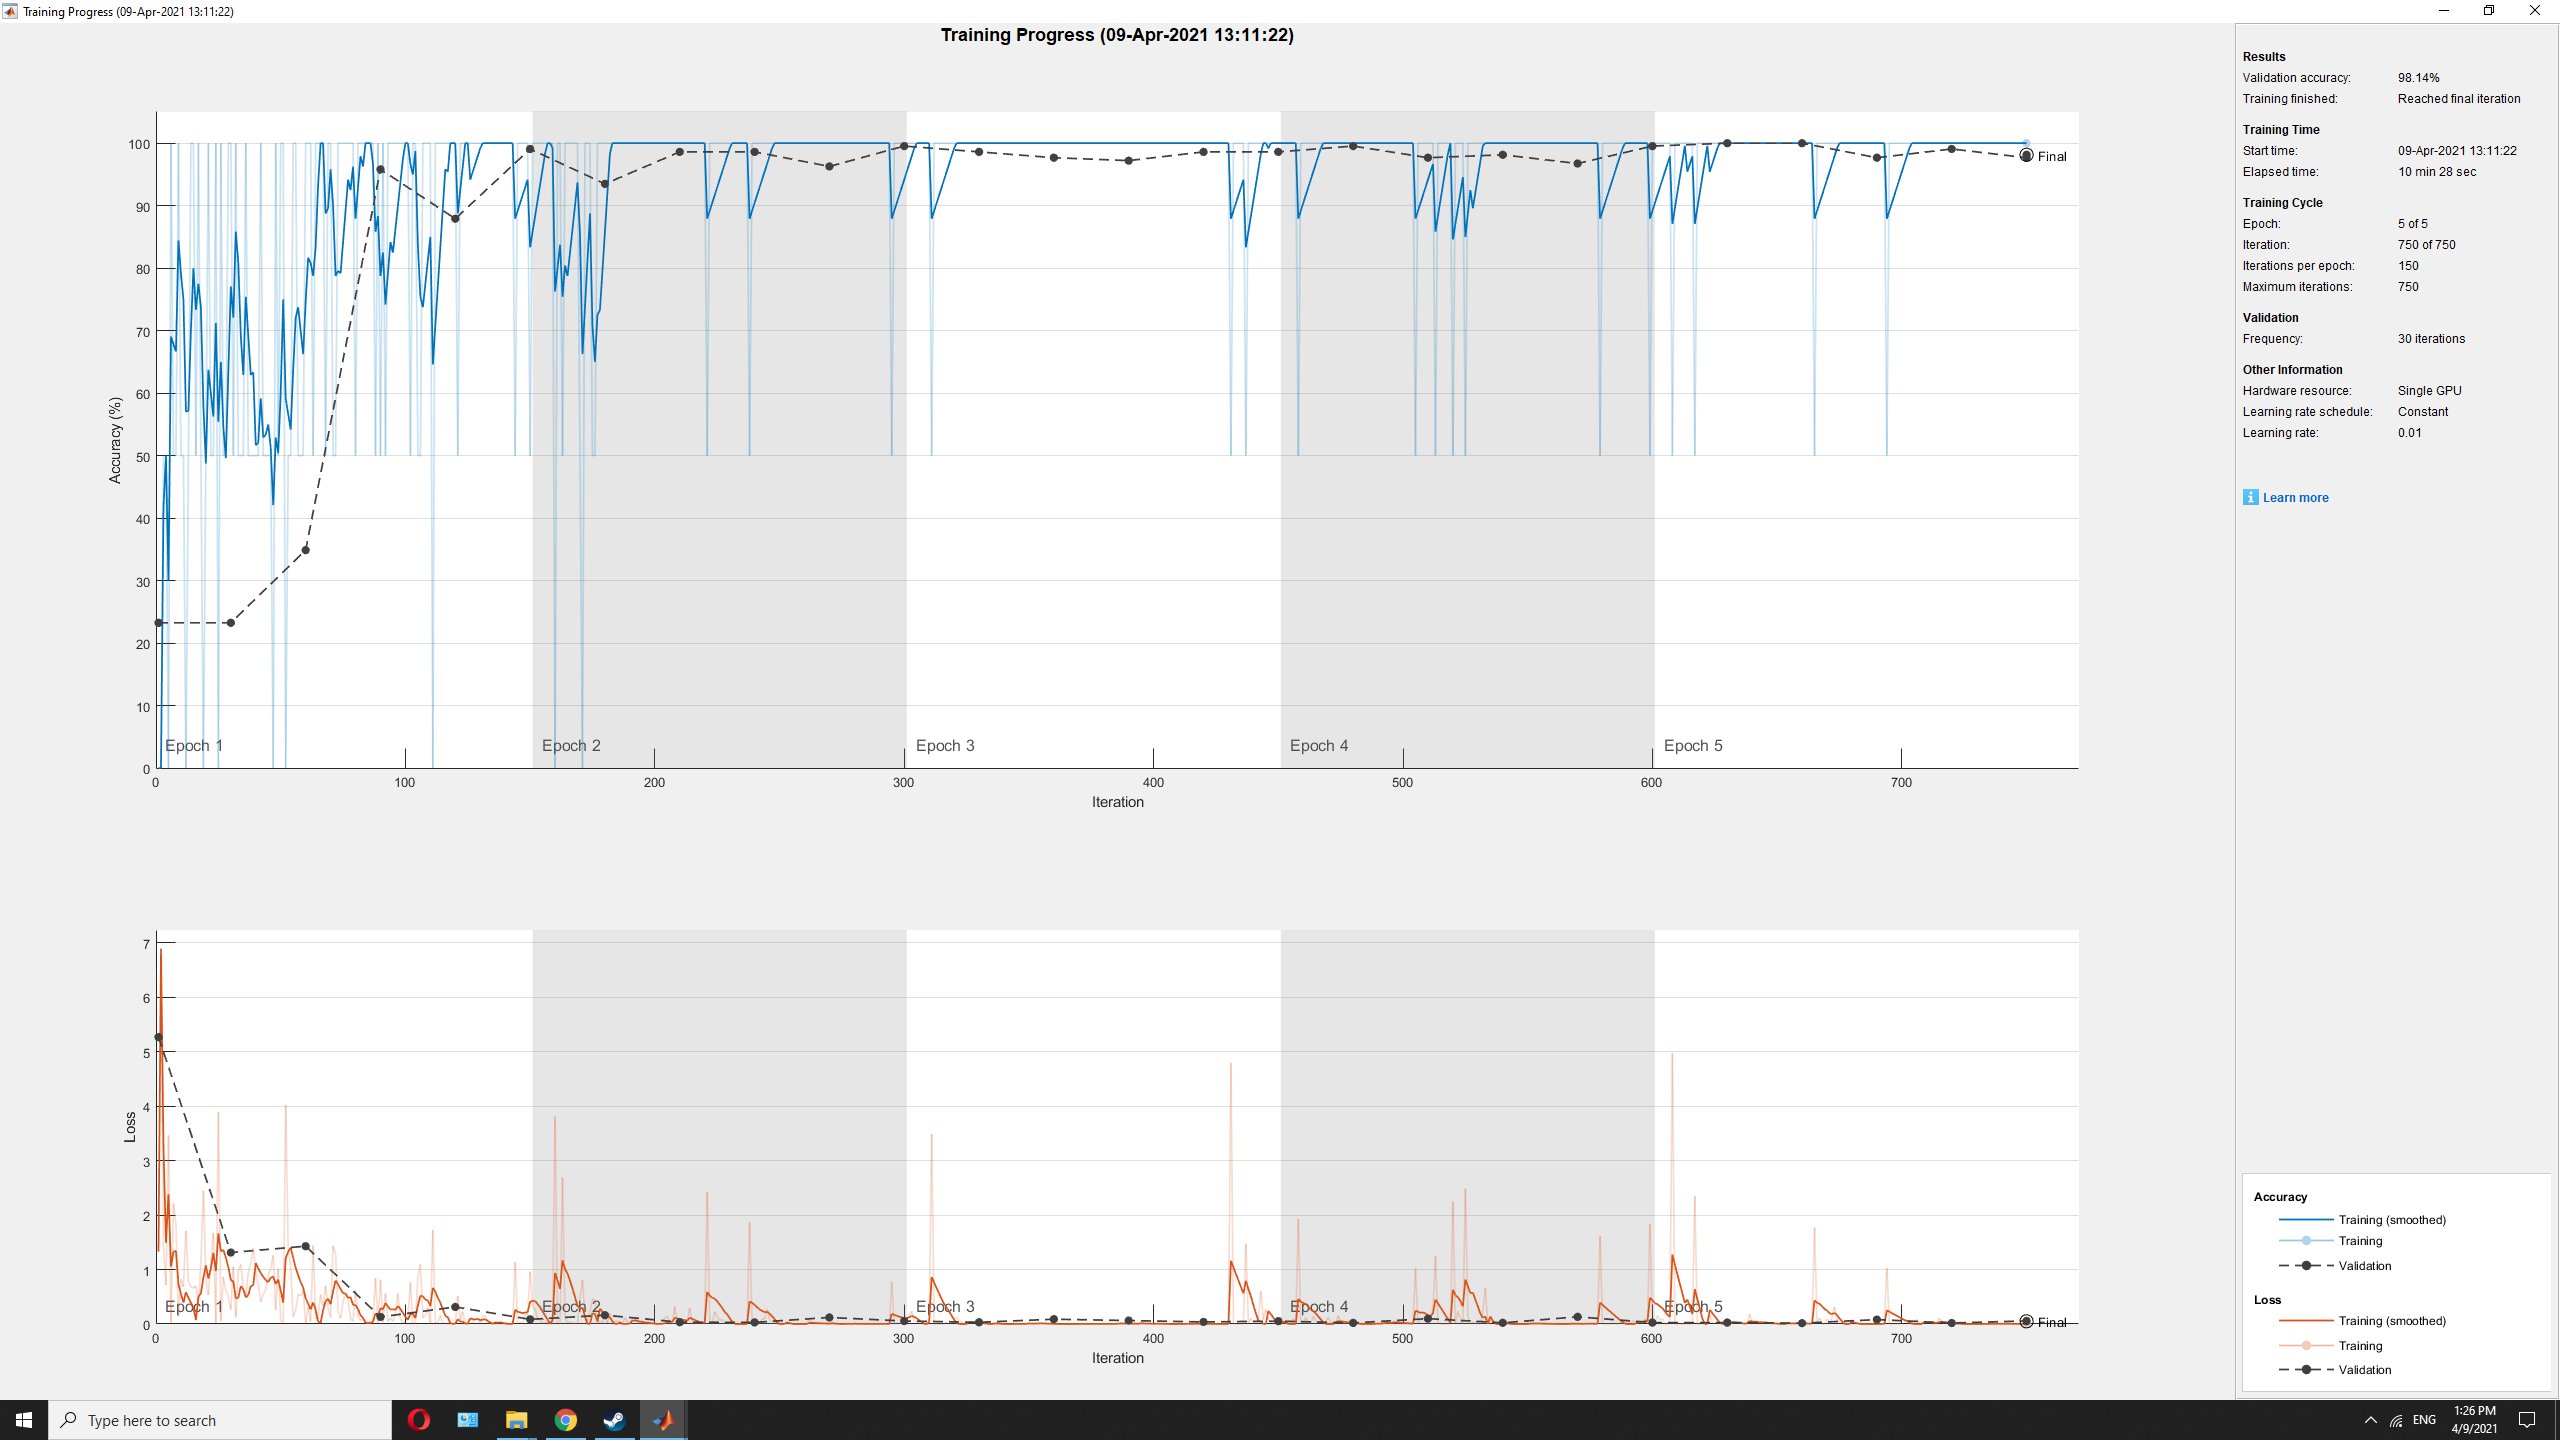 Training Progress (09-Apr-2021 13:11:22)
Training Progress (09-Apr-2021 13:11:22)
100
90
80
70
60
50
40
30
20
10
0
Accuracy (%)
Epoch 1
Epoch 2
Epoch 3
Epoch 4
Epoch 5
Final
0 100 200 300 400 500 600 700
Iteration
7
6
5
4
3
2
1
0
Loss
Epoch 1
Epoch 2
Epoch 3
Epoch 4
Epoch 5
Final
0 100 200 300 400 500 600 700
Iteration
Results
Validation accuracy: 98.14%
Training finished: Reached final iteration
Training Time
Start time: 09-Apr-2021 13:11:22
Elapsed time: 10 min 28 sec
Training Cycle
Epoch: 5 of 5
Iteration: 750 of 750
Iterations per epoch: 150
Maximum iterations: 750
Validation
Frequency: 30 iterations
Other Information
Hardware resource: Single GPU
Learning rate schedule: Constant
Learning rate: 0.01
Learn more
Accuracy
Training (smoothed)
Training
Validation
Loss
Training (smoothed)
Training
Validation
Type here to search
ENG
1:26 PM
4/9/2021